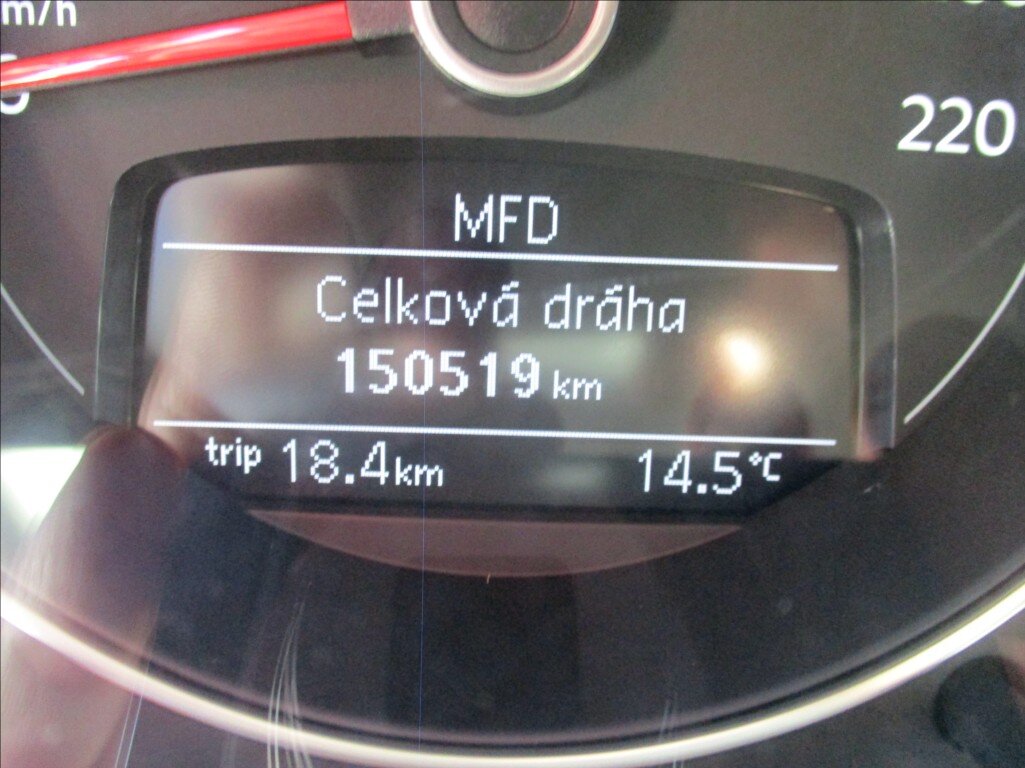 m/h
220
MFD
Celková dráha
150519 km
trip 18.4 km 14.5 °C